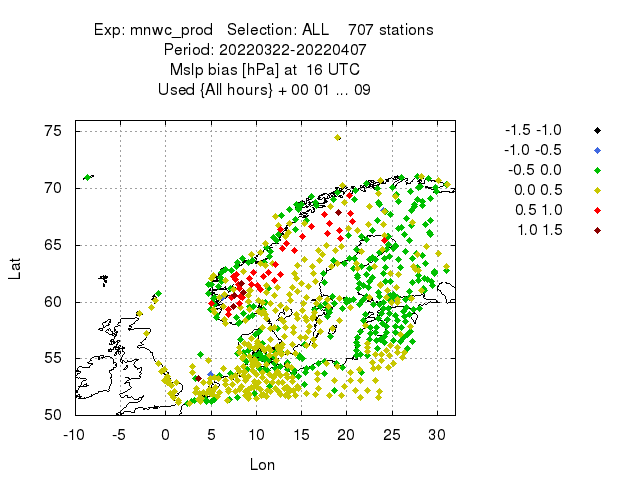 Exp: mnwc_prod   Selection: ALL    707 stations
Period: 20220322-20220407
Mslp bias [hPa] at  16 UTC
Used {All hours} + 00 01 ... 09
75
70
65
60
55
50
-10 -5 0 5 10 15 20 25 30
Lat
Lon
-1.5 -1.0
-1.0 -0.5
-0.5 0.0
0.0 0.5
0.5 1.0
1.0 1.5